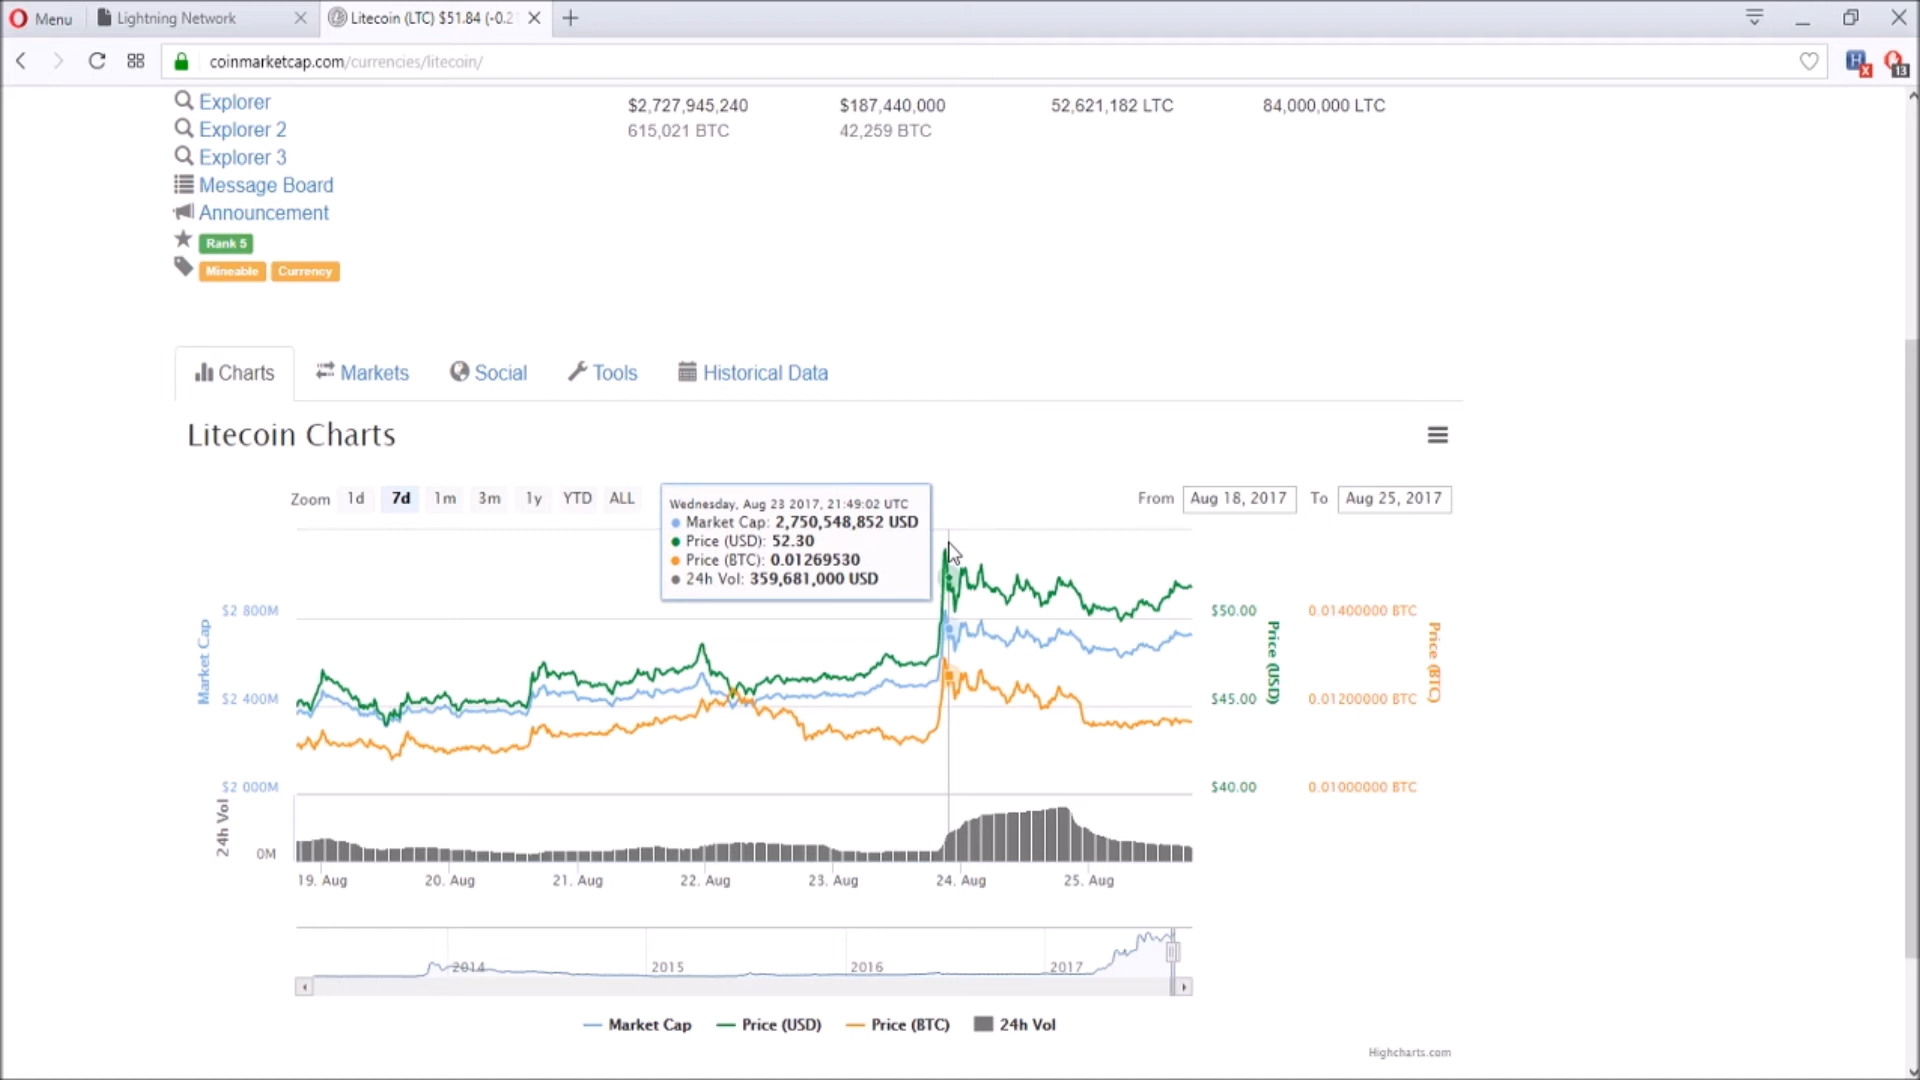 Menu
Lightning Network
Litecoin (LTC) $51.84 (-0.2
coinmarketcap.com/currencies/litecoin/
H
13
Explorer
$2,727,945,240 $187,440,000 52,621,182 LTC 84,000,000 LTC
Explorer 2
615,021 BTC 42,259 BTC
Explorer 3
Message Board
Announcement
Rank 5
Mineable Currency
Charts Markets Social Tools Historical Data
Litecoin Charts
Zoom 1d 7d 1m 3m 1y YTD ALL
From Aug 18, 2017 To Aug 25, 2017
Wednesday, Aug 23 2017, 21:49:02 UTC
Market Cap: 2,750,548,852 USD
Price (USD): 52.30
Price (BTC): 0.01269530
24h Vol: 359,681,000 USD
$2 800M $50.00 0.01400000 BTC
Market Cap Price (USD) Price (BTC)
$2 400M $45.00 0.01200000 BTC
$2 000M $40.00 0.01000000 BTC
24h Vol
0M
19. Aug 20. Aug 21. Aug 22. Aug 23. Aug 24. Aug 25. Aug
2014 2015 2016 2017
Market Cap Price (USD) Price (BTC) 24h Vol
Highcharts.com